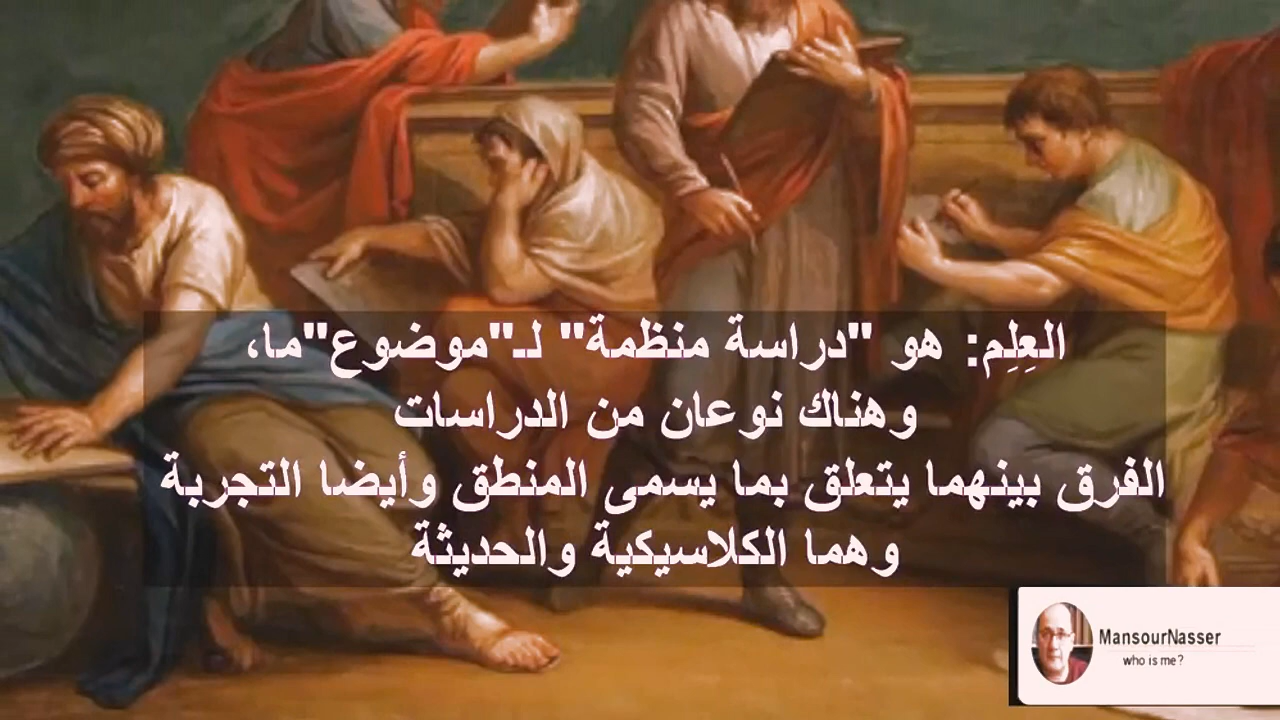 العِلِم: هو "دراسة منظمة" لـ"موضوع"ما،
وهناك نوعان من الدراسات
الفرق بينهما يتعلق بما يسمى المنطق وأيضا التجربة
وهما الكلاسيكية والحديثة
MansourNasser
who is me?